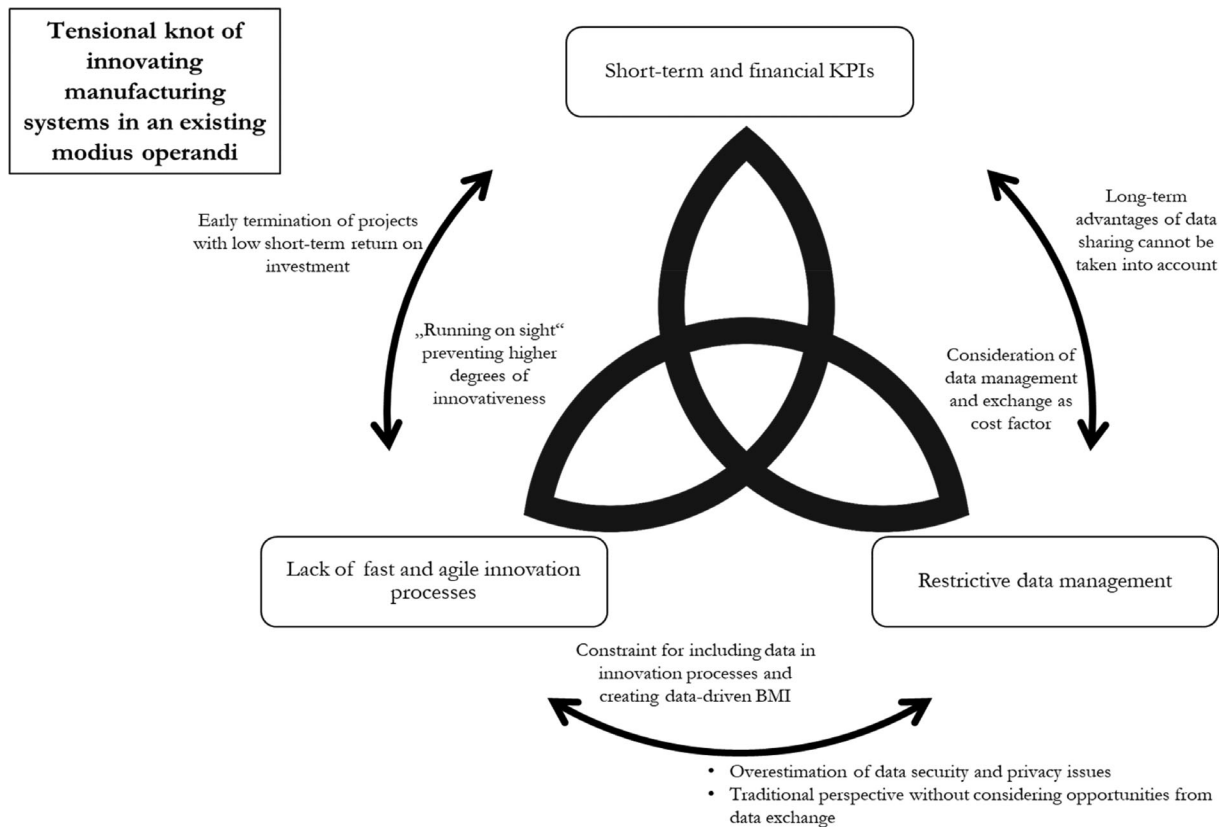 Tensional knot of
innovating
manufacturing
systems in an existing
modius operandi
Short-term and financial KPIs
Early termination of projects
with low short-term return on
investment
Long-term
advantages of data
sharing cannot be
taken into account
„Running on sight“
preventing higher
degrees of
innovativeness
Consideration of
data management
and exchange as
cost factor
Lack of fast and agile innovation
processes
Restrictive data management
Constraint for including data in
innovation processes and
creating data-driven BMI
• Overestimation of data security and privacy issues
• Traditional perspective without considering opportunities from
data exchange